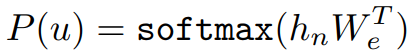 P(u) = softmax(h_n W_e^T)